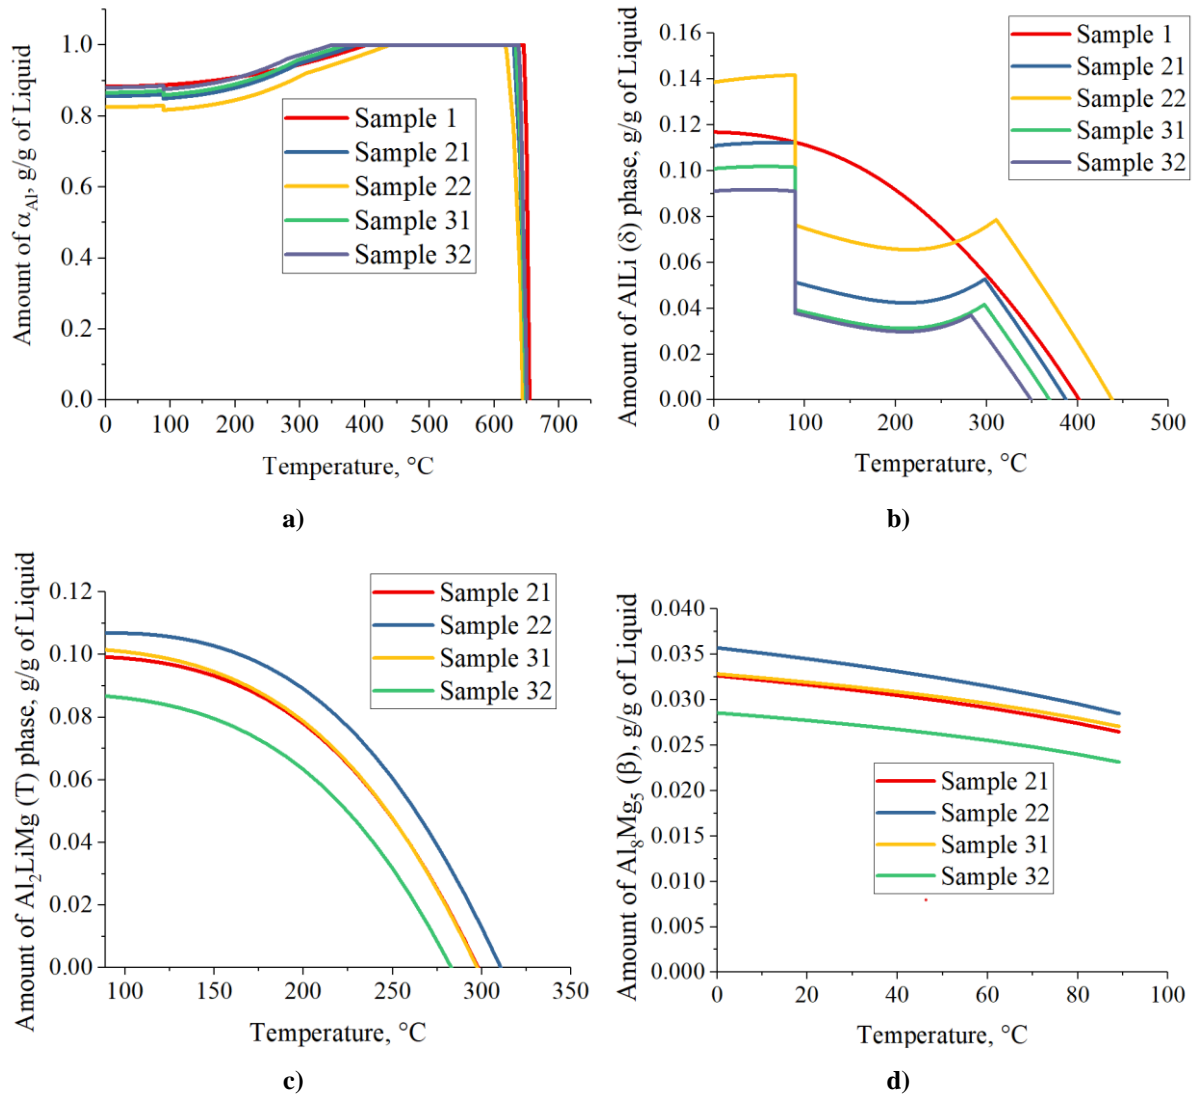 Amount of α_Al, g/g of Liquid
1.0
0.8
0.6
0.4
0.2
0.0
0 100 200 300 400 500 600 700
Temperature, °C
Sample 1
Sample 21
Sample 22
Sample 31
Sample 32
a)
Amount of AlLi (δ) phase, g/g of Liquid
0.16
0.14
0.12
0.10
0.08
0.06
0.04
0.02
0.00
0 100 200 300 400 500
Temperature, °C
Sample 1
Sample 21
Sample 22
Sample 31
Sample 32
b)
Amount of Al₂LiMg (T) phase, g/g of Liquid
0.12
0.10
0.08
0.06
0.04
0.02
0.00
100 150 200 250 300 350
Temperature, °C
Sample 21
Sample 22
Sample 31
Sample 32
c)
Amount of Al₈Mg₅ (β), g/g of Liquid
0.040
0.035
0.030
0.025
0.020
0.015
0.010
0.005
0.000
0 20 40 60 80 100
Temperature, °C
Sample 21
Sample 22
Sample 31
Sample 32
d)